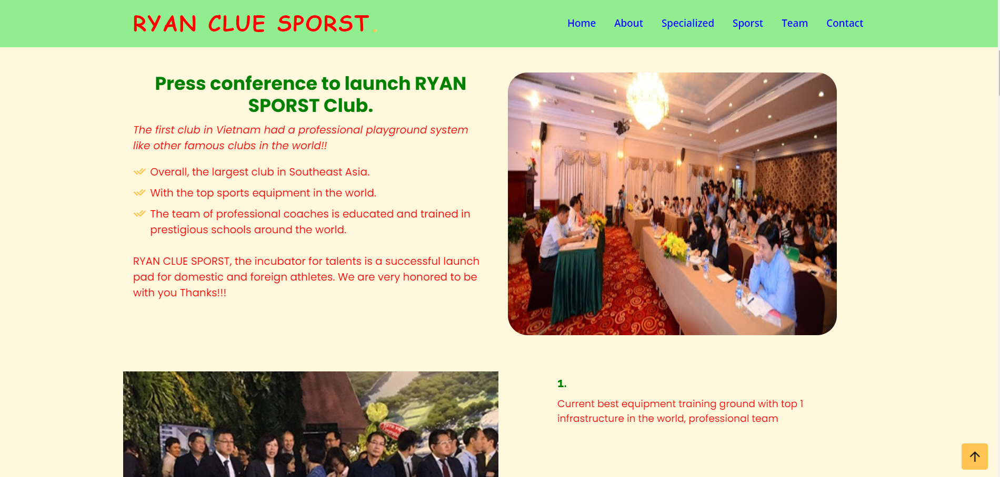 RYAN CLUE SPORST.
Home About Specialized Sporst Team Contact
Press conference to launch RYAN
SPORST Club.
The first club in Vietnam had a professional playground system
like other famous clubs in the world!!
Overall, the largest club in Southeast Asia.
With the top sports equipment in the world.
The team of professional coaches is educated and trained in
prestigious schools around the world.
RYAN CLUE SPORST, the incubator for talents is a successful launch
pad for domestic and foreign athletes. We are very honored to be
with you Thanks!!!
1.
Current best equipment training ground with top 1
infrastructure in the world, professional team